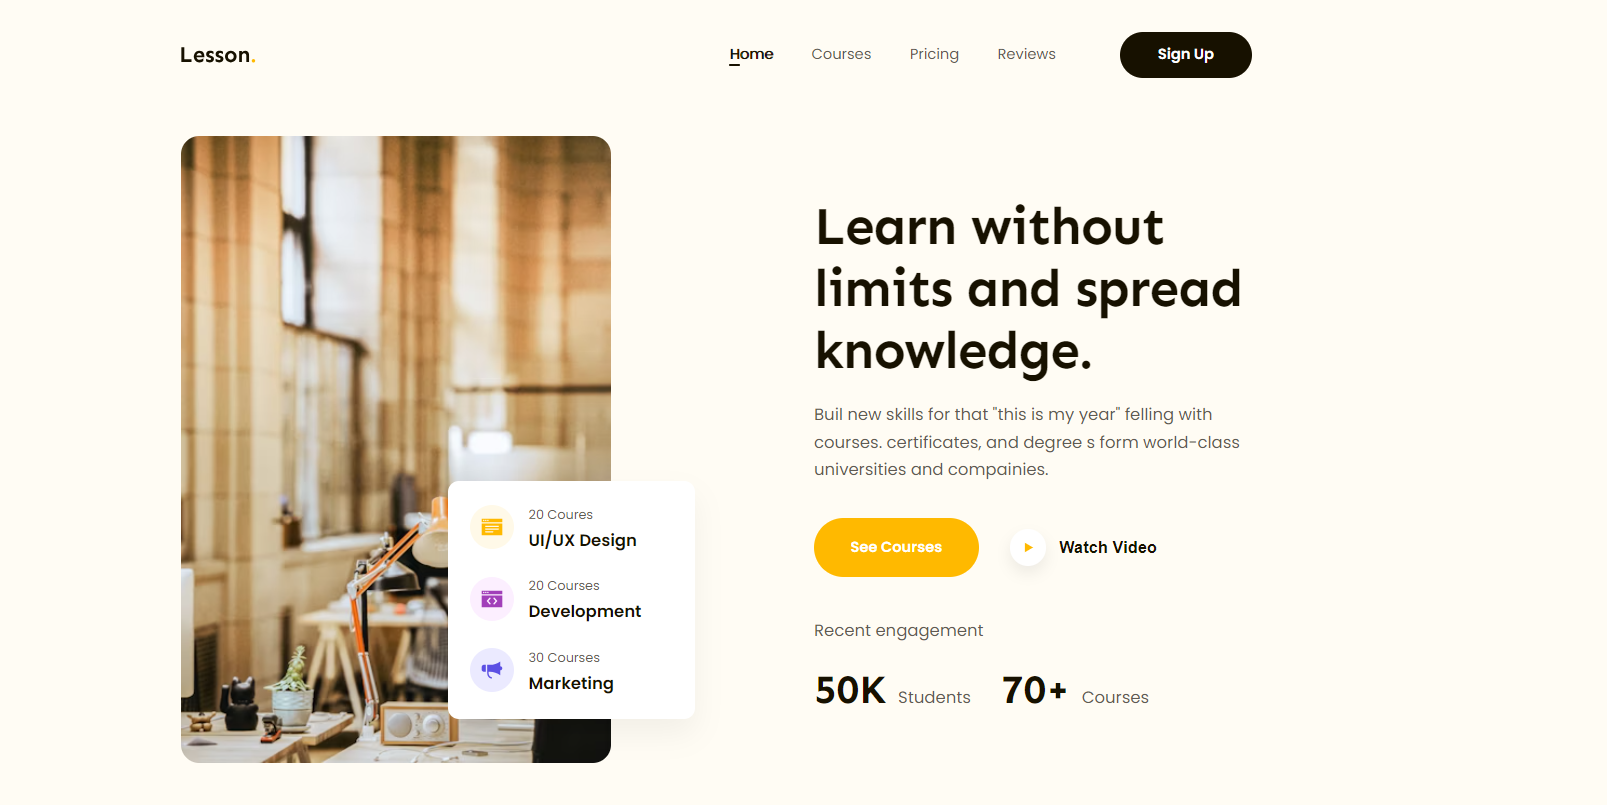 Lesson.
Home
Courses
Pricing
Reviews
Sign Up
Learn without
limits and spread
knowledge.
Buil new skills for that "this is my year" felling with
courses. certificates, and degree s form world-class
universities and compainies.
See Courses
Watch Video
Recent engagement
50K Students
70+ Courses
20 Coures
UI/UX Design
20 Courses
Development
30 Courses
Marketing